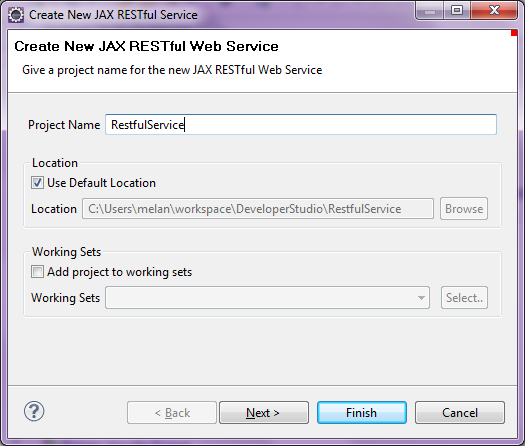 Create New JAX RESTful Service
Create New JAX RESTful Web Service
Give a project name for the new JAX RESTful Web Service
Project Name RestfulService
Location
Use Default Location
Location C:\Users\melan\workspace\DeveloperStudio\RestfulService Browse
Working Sets
Add project to working sets
Working Sets Select..
? < Back Next > Finish Cancel